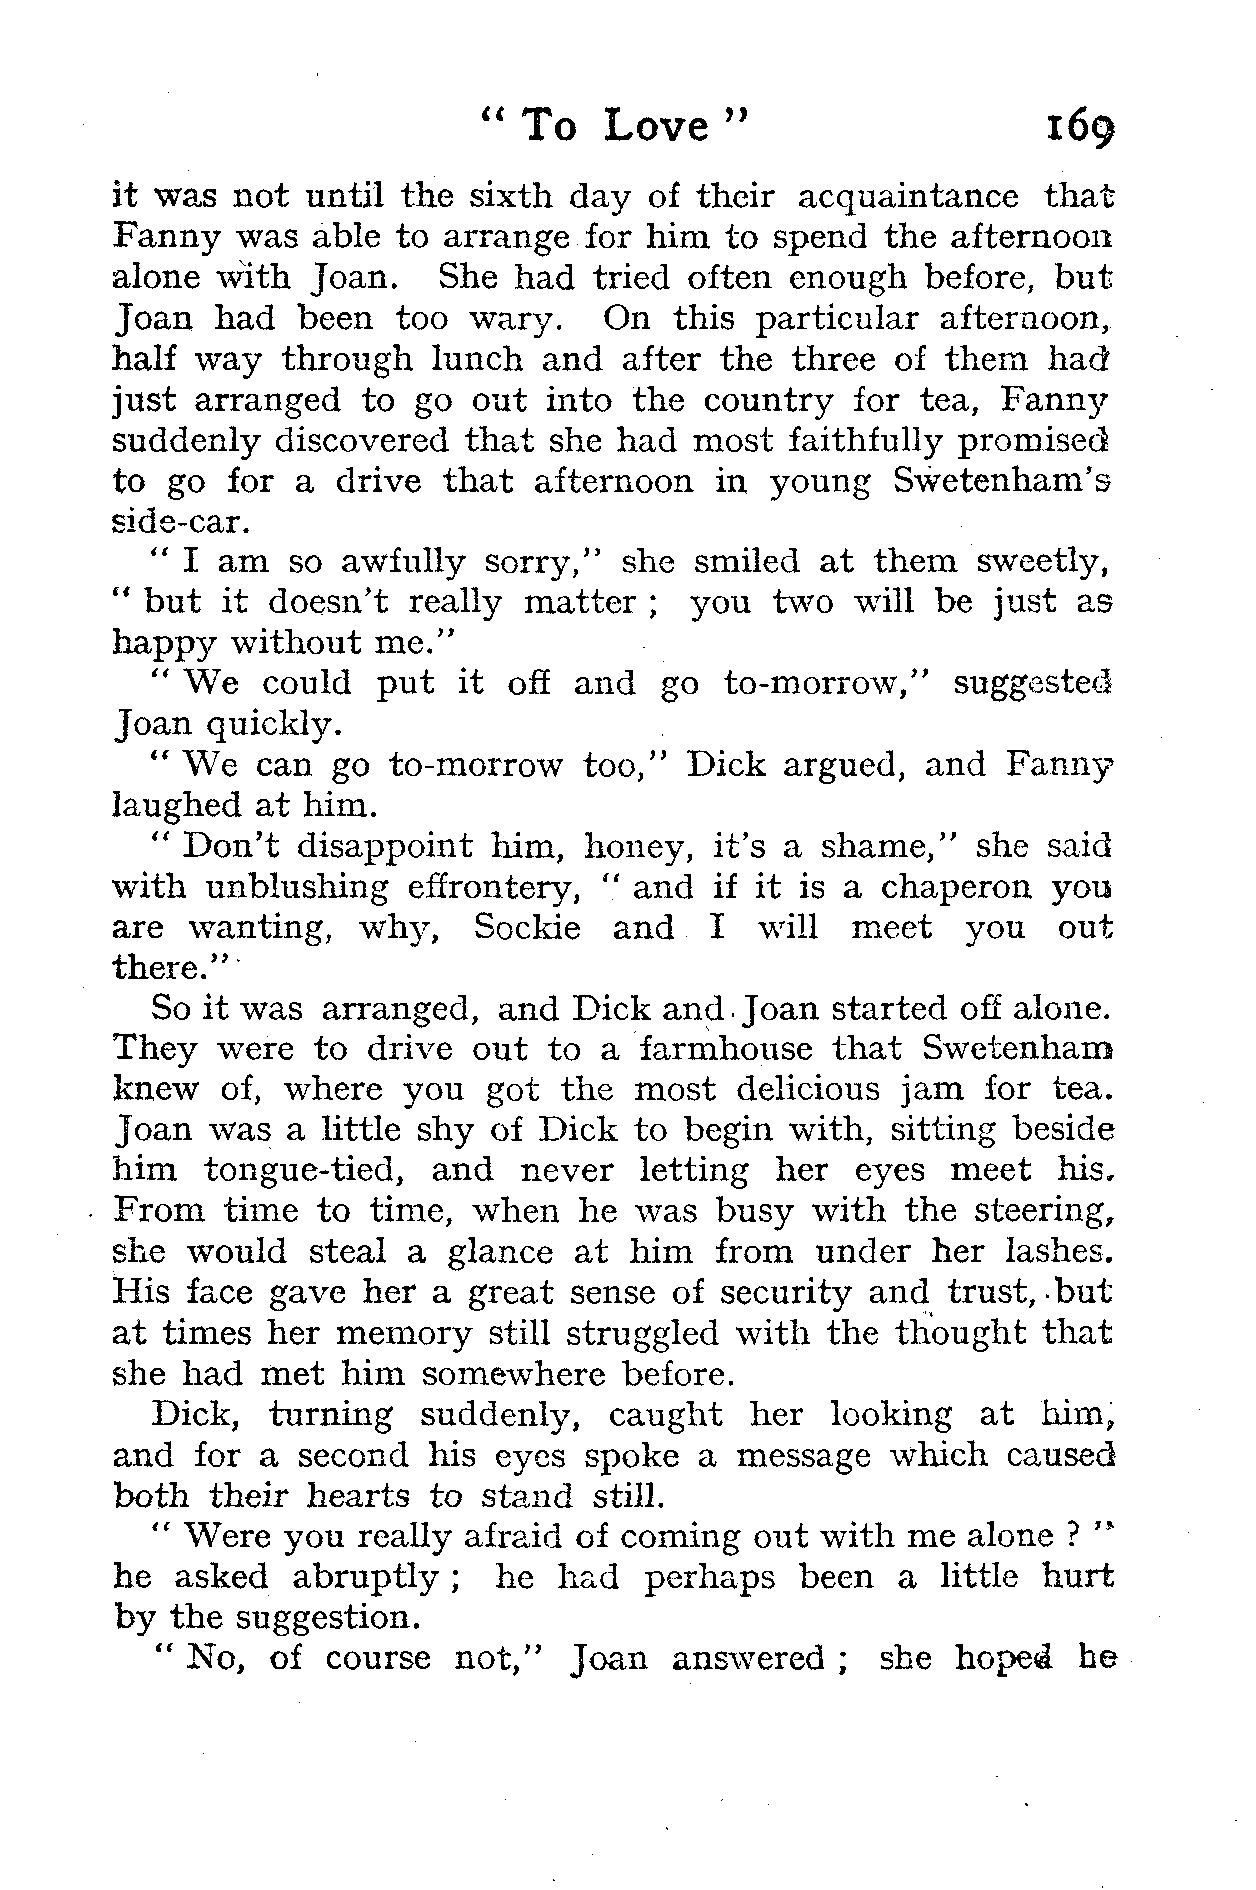 “ To Love ” 169
it was not until the sixth day of their acquaintance that
Fanny was able to arrange for him to spend the afternoon
alone with Joan. She had tried often enough before, but
Joan had been too wary. On this particular afternoon,
half way through lunch and after the three of them had
just arranged to go out into the country for tea, Fanny
suddenly discovered that she had most faithfully promised
to go for a drive that afternoon in young Swetenham's
side-car.
“ I am so awfully sorry,” she smiled at them sweetly,
“ but it doesn't really matter ; you two will be just as
happy without me.”
“ We could put it off and go to-morrow,” suggested
Joan quickly.
“ We can go to-morrow too,” Dick argued, and Fanny
laughed at him.
“ Don't disappoint him, honey, it's a shame,” she said
with unblushing effrontery, “ and if it is a chaperon you
are wanting, why, Sockie and I will meet you out
there.”
So it was arranged, and Dick and Joan started off alone.
They were to drive out to a farmhouse that Swetenham
knew of, where you got the most delicious jam for tea.
Joan was a little shy of Dick to begin with, sitting beside
him tongue-tied, and never letting her eyes meet his.
From time to time, when he was busy with the steering,
she would steal a glance at him from under her lashes.
His face gave her a great sense of security and trust, but
at times her memory still struggled with the thought that
she had met him somewhere before.
Dick, turning suddenly, caught her looking at him,
and for a second his eyes spoke a message which caused
both their hearts to stand still.
“ Were you really afraid of coming out with me alone ? ”
he asked abruptly ; he had perhaps been a little hurt
by the suggestion.
“ No, of course not,” Joan answered ; she hoped he